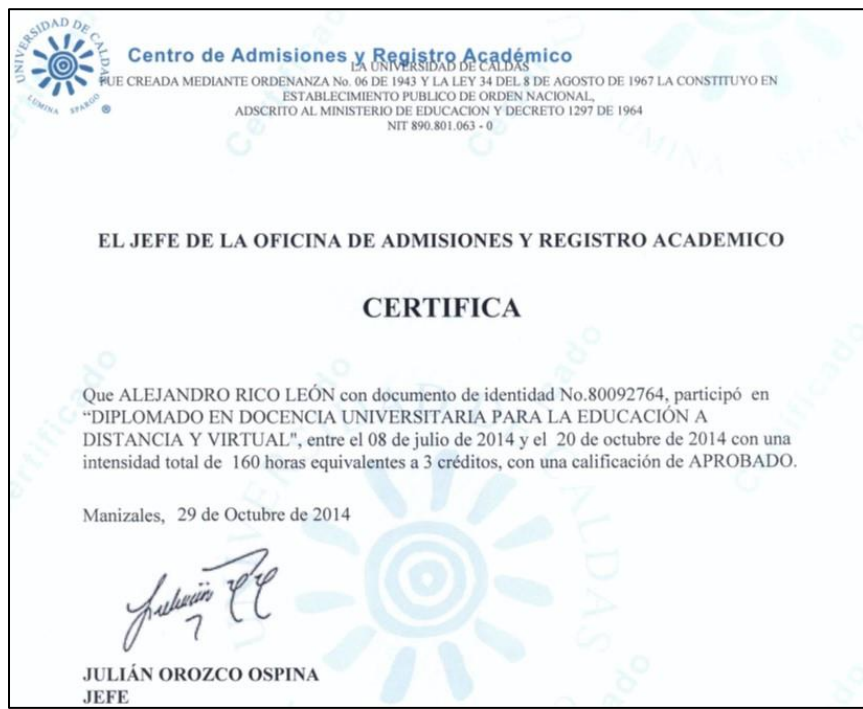 UNIVERSIDAD DE CALDAS
LUMINA SPARGO
®
Centro de Admisiones y Registro Académico
LA UNIVERSIDAD DE CALDAS
FUE CREADA MEDIANTE ORDENANZA No. 06 DE 1943 Y LA LEY 34 DEL 8 DE AGOSTO DE 1967 LA CONSTITUYO EN
ESTABLECIMIENTO PUBLICO DE ORDEN NACIONAL,
ADSCRITO AL MINISTERIO DE EDUCACION Y DECRETO 1297 DE 1964
NIT 890.801.063 - 0
EL JEFE DE LA OFICINA DE ADMISIONES Y REGISTRO ACADEMICO
CERTIFICA
Que ALEJANDRO RICO LEÓN con documento de identidad No.80092764, participó en
“DIPLOMADO EN DOCENCIA UNIVERSITARIA PARA LA EDUCACIÓN A
DISTANCIA Y VIRTUAL", entre el 08 de julio de 2014 y el 20 de octubre de 2014 con una
intensidad total de 160 horas equivalentes a 3 créditos, con una calificación de APROBADO.
Manizales, 29 de Octubre de 2014
JULIÁN OROZCO OSPINA
JEFE